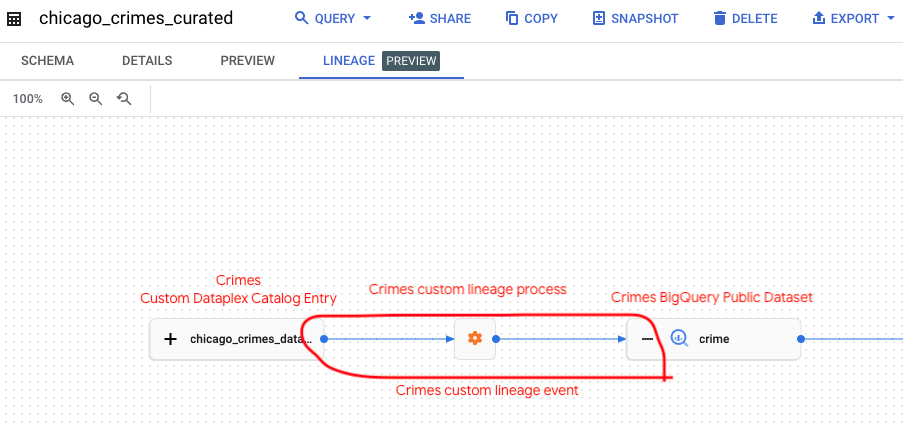 chicago_crimes_curated
QUERY
SHARE
COPY
SNAPSHOT
DELETE
EXPORT
SCHEMA
DETAILS
PREVIEW
LINEAGE
PREVIEW
100%
Crimes
Custom Dataplex Catalog Entry
Crimes custom lineage process
Crimes BigQuery Public Dataset
chicago_crimes_data...
crime
Crimes custom lineage event